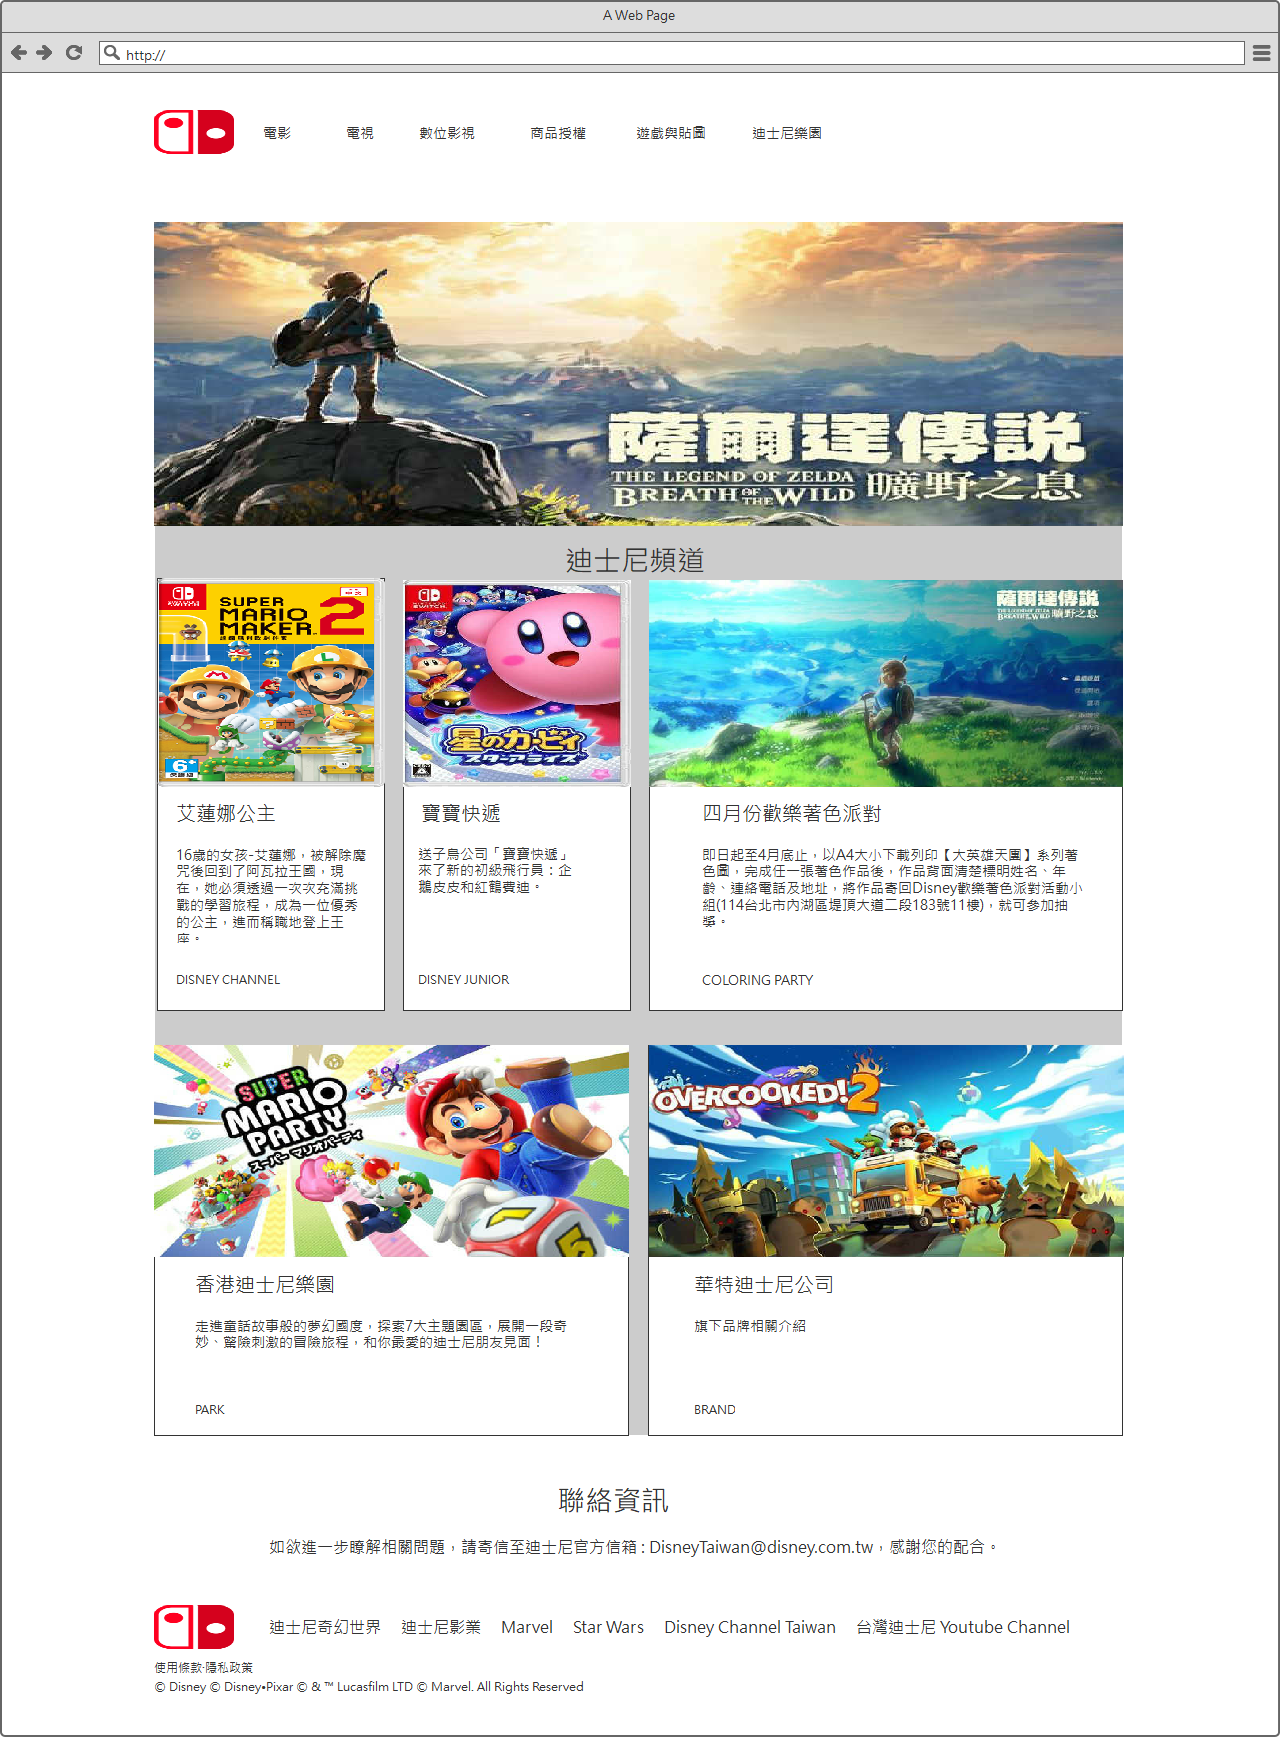 A Web Page
http://
電影 電視 數位影視 商品授權 遊戲與貼圖 迪士尼樂園
薩爾達傳說
THE LEGEND OF ZELDA
BREATH OF THE WILD 曠野之息
迪士尼頻道
SUPER
MARIO
MAKER 2
6+
SWITCH
星のカービィ
スターアライズ
薩爾達傳說
曠野之息
艾蓮娜公主
16歲的女孩-艾蓮娜，被解除魔
咒後回到了阿瓦拉王國，現
在，她必須透過一次次充滿挑
戰的學習旅程，成為一位優秀
的公主，進而稱職地登上王
座。
DISNEY CHANNEL
寶寶快遞
送子鳥公司「寶寶快遞」
來了新的初級飛行員：企
鵝皮皮和紅鶴費迪。
DISNEY JUNIOR
四月份歡樂著色派對
即日起至4月底止，以A4大小下載列印【大英雄天團】系列著
色圖，完成任一張著色作品後，作品背面清楚標明姓名、年
齡、連絡電話及地址，將作品寄回Disney歡樂著色派對活動小
組(114台北市內湖區堤頂大道二段183號11樓)，就可參加抽
獎。
COLORING PARTY
SUPER
MARIO
PARTY
スーパー マリオパーティ
OVERCOOKED! 2
香港迪士尼樂園
走進童話故事般的夢幻國度，探索7大主題園區，展開一段奇
妙、驚險刺激的冒險旅程，和你最愛的迪士尼朋友見面！
PARK
華特迪士尼公司
旗下品牌相關介紹
BRAND
聯絡資訊
如欲進一步瞭解相關問題，請寄信至迪士尼官方信箱 : DisneyTaiwan@disney.com.tw，感謝您的配合。
迪士尼奇幻世界 迪士尼影業 Marvel Star Wars Disney Channel Taiwan 台灣迪士尼 Youtube Channel
使用條款·隱私政策
© Disney © Disney•Pixar © & ™ Lucasfilm LTD © Marvel. All Rights Reserved